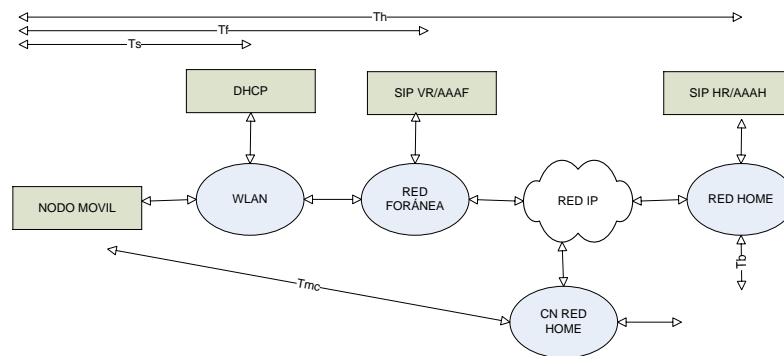 Th
Tf
Ts
DHCP
SIP VR/AAAF
SIP HR/AAAH
NODO MOVIL
WLAN
RED
FORÁNEA
RED IP
RED HOME
Tb
Tmc
CN RED
HOME